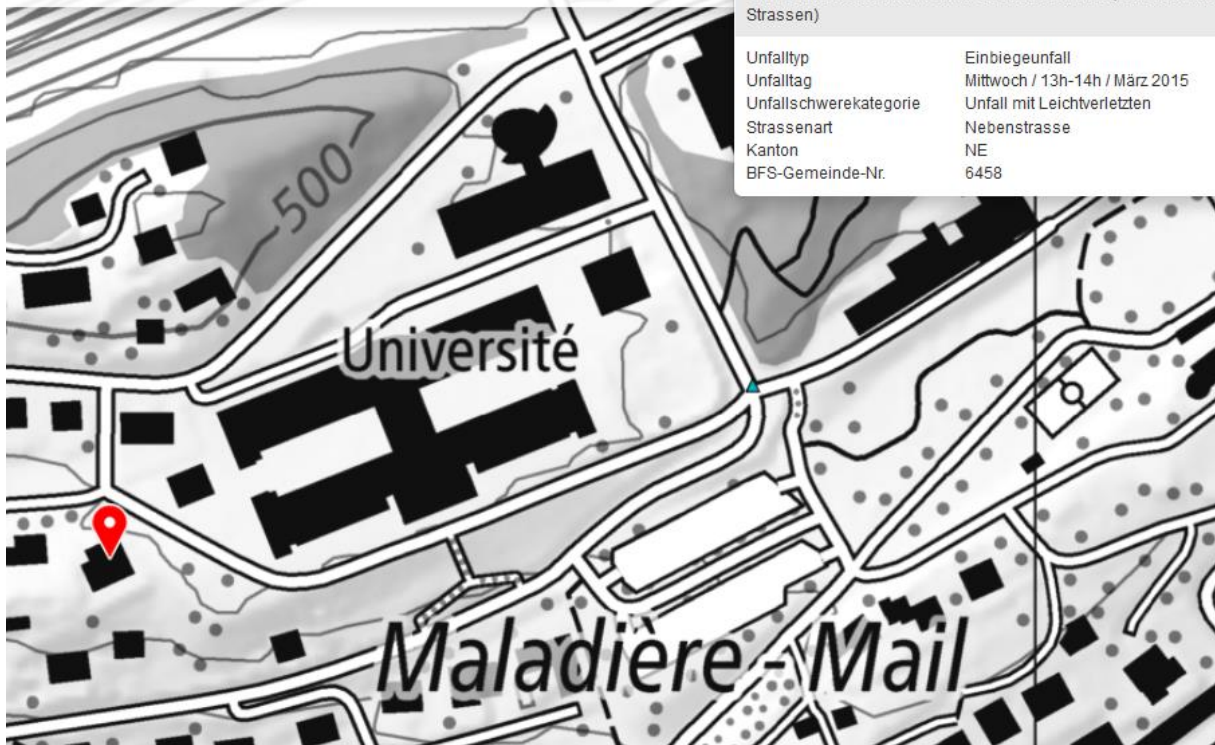 Strassen)
Unfalltyp Einbiegeunfall
Unfalltag Mittwoch / 13h-14h / März 2015
Unfallschwerekategorie Unfall mit Leichtverletzten
Strassenart Nebenstrasse
Kanton NE
BFS-Gemeinde-Nr. 6458
500
Université
Maladière - Mail